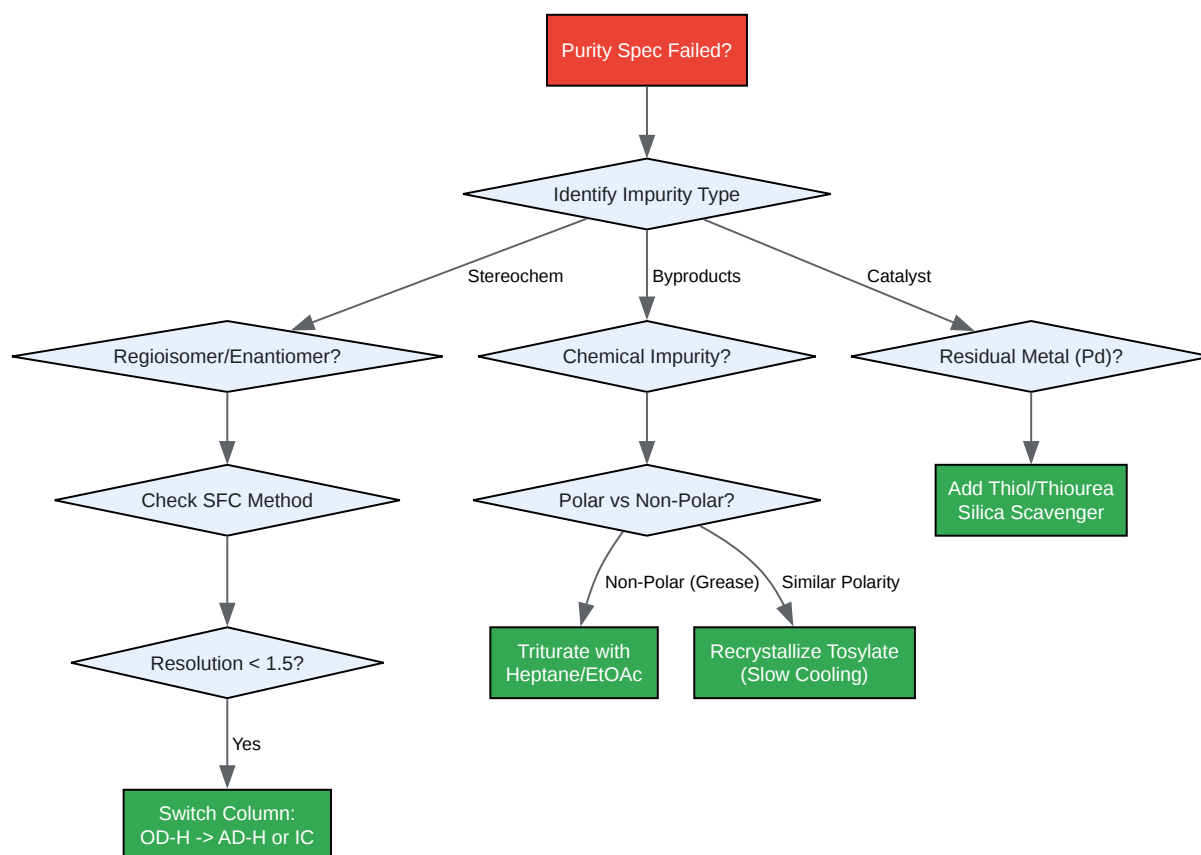 Purity Spec Failed?
Identify Impurity Type
Stereochem
Byproducts
Catalyst
Regioisomer/Enantiomer?
Chemical Impurity?
Residual Metal (Pd)?
Check SFC Method
Polar vs Non-Polar?
Add Thiol/Thiourea
Silica Scavenger
Non-Polar (Grease)
Similar Polarity
Resolution < 1.5?
Triturate with
Heptane/EtOAc
Recrystallize Tosylate
(Slow Cooling)
Yes
Switch Column:
OD-H -> AD-H or IC